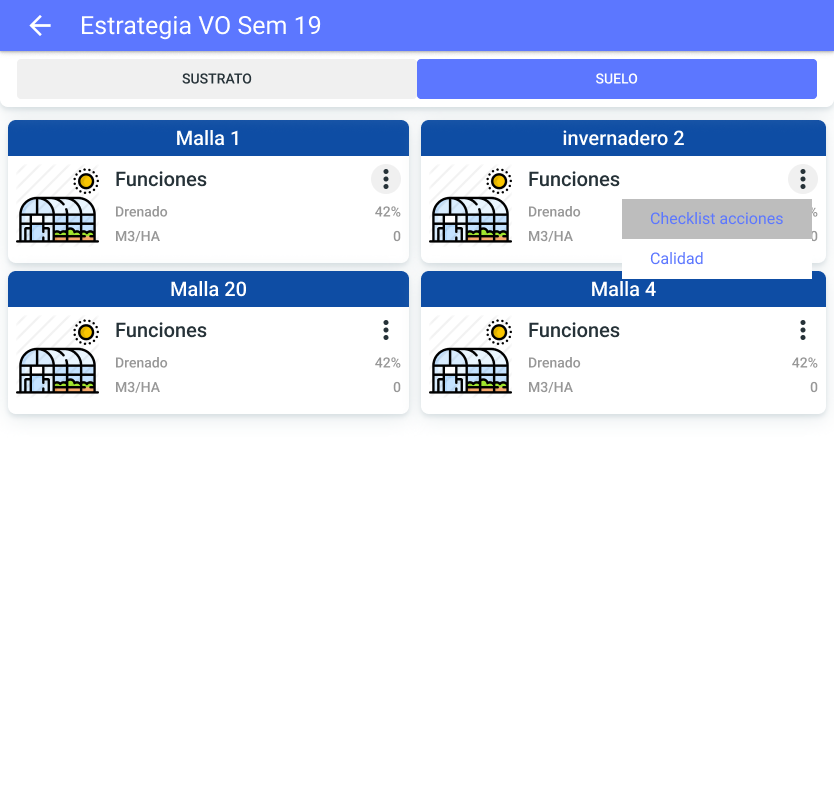 Estrategia VO Sem 19
SUSTRATO
SUELO
Malla 1
Funciones
Drenado 42%
M3/HA 0
invernadero 2
Funciones
Drenado %
M3/HA 0
Checklist acciones
Calidad
Malla 20
Funciones
Drenado 42%
M3/HA 0
Malla 4
Funciones
Drenado 42%
M3/HA 0